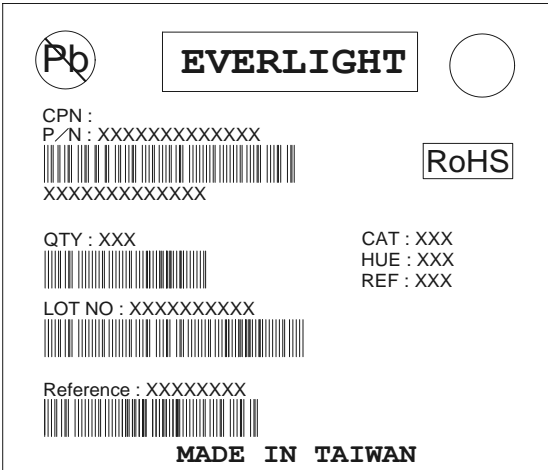 Pb
EVERLIGHT
CPN :
P/N : XXXXXXXXXXXXX
RoHS
XXXXXXXXXXXXX
QTY : XXX
CAT : XXX
HUE : XXX
REF : XXX
LOT NO : XXXXXXXXXX
Reference : XXXXXXXX
MADE IN TAIWAN